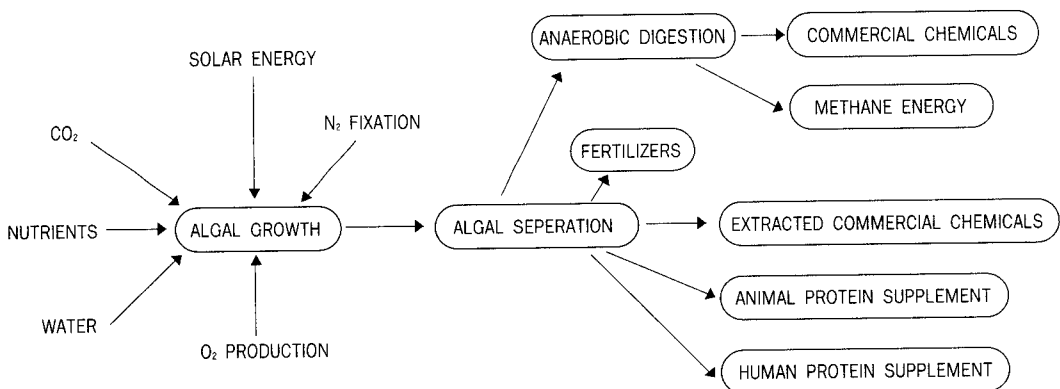 ANAEROBIC DIGESTION
COMMERCIAL CHEMICALS
SOLAR ENERGY
METHANE ENERGY
N₂ FIXATION
CO₂
FERTILIZERS
NUTRIENTS
ALGAL GROWTH
ALGAL SEPERATION
EXTRACTED COMMERCIAL CHEMICALS
ANIMAL PROTEIN SUPPLEMENT
WATER
O₂ PRODUCTION
HUMAN PROTEIN SUPPLEMENT